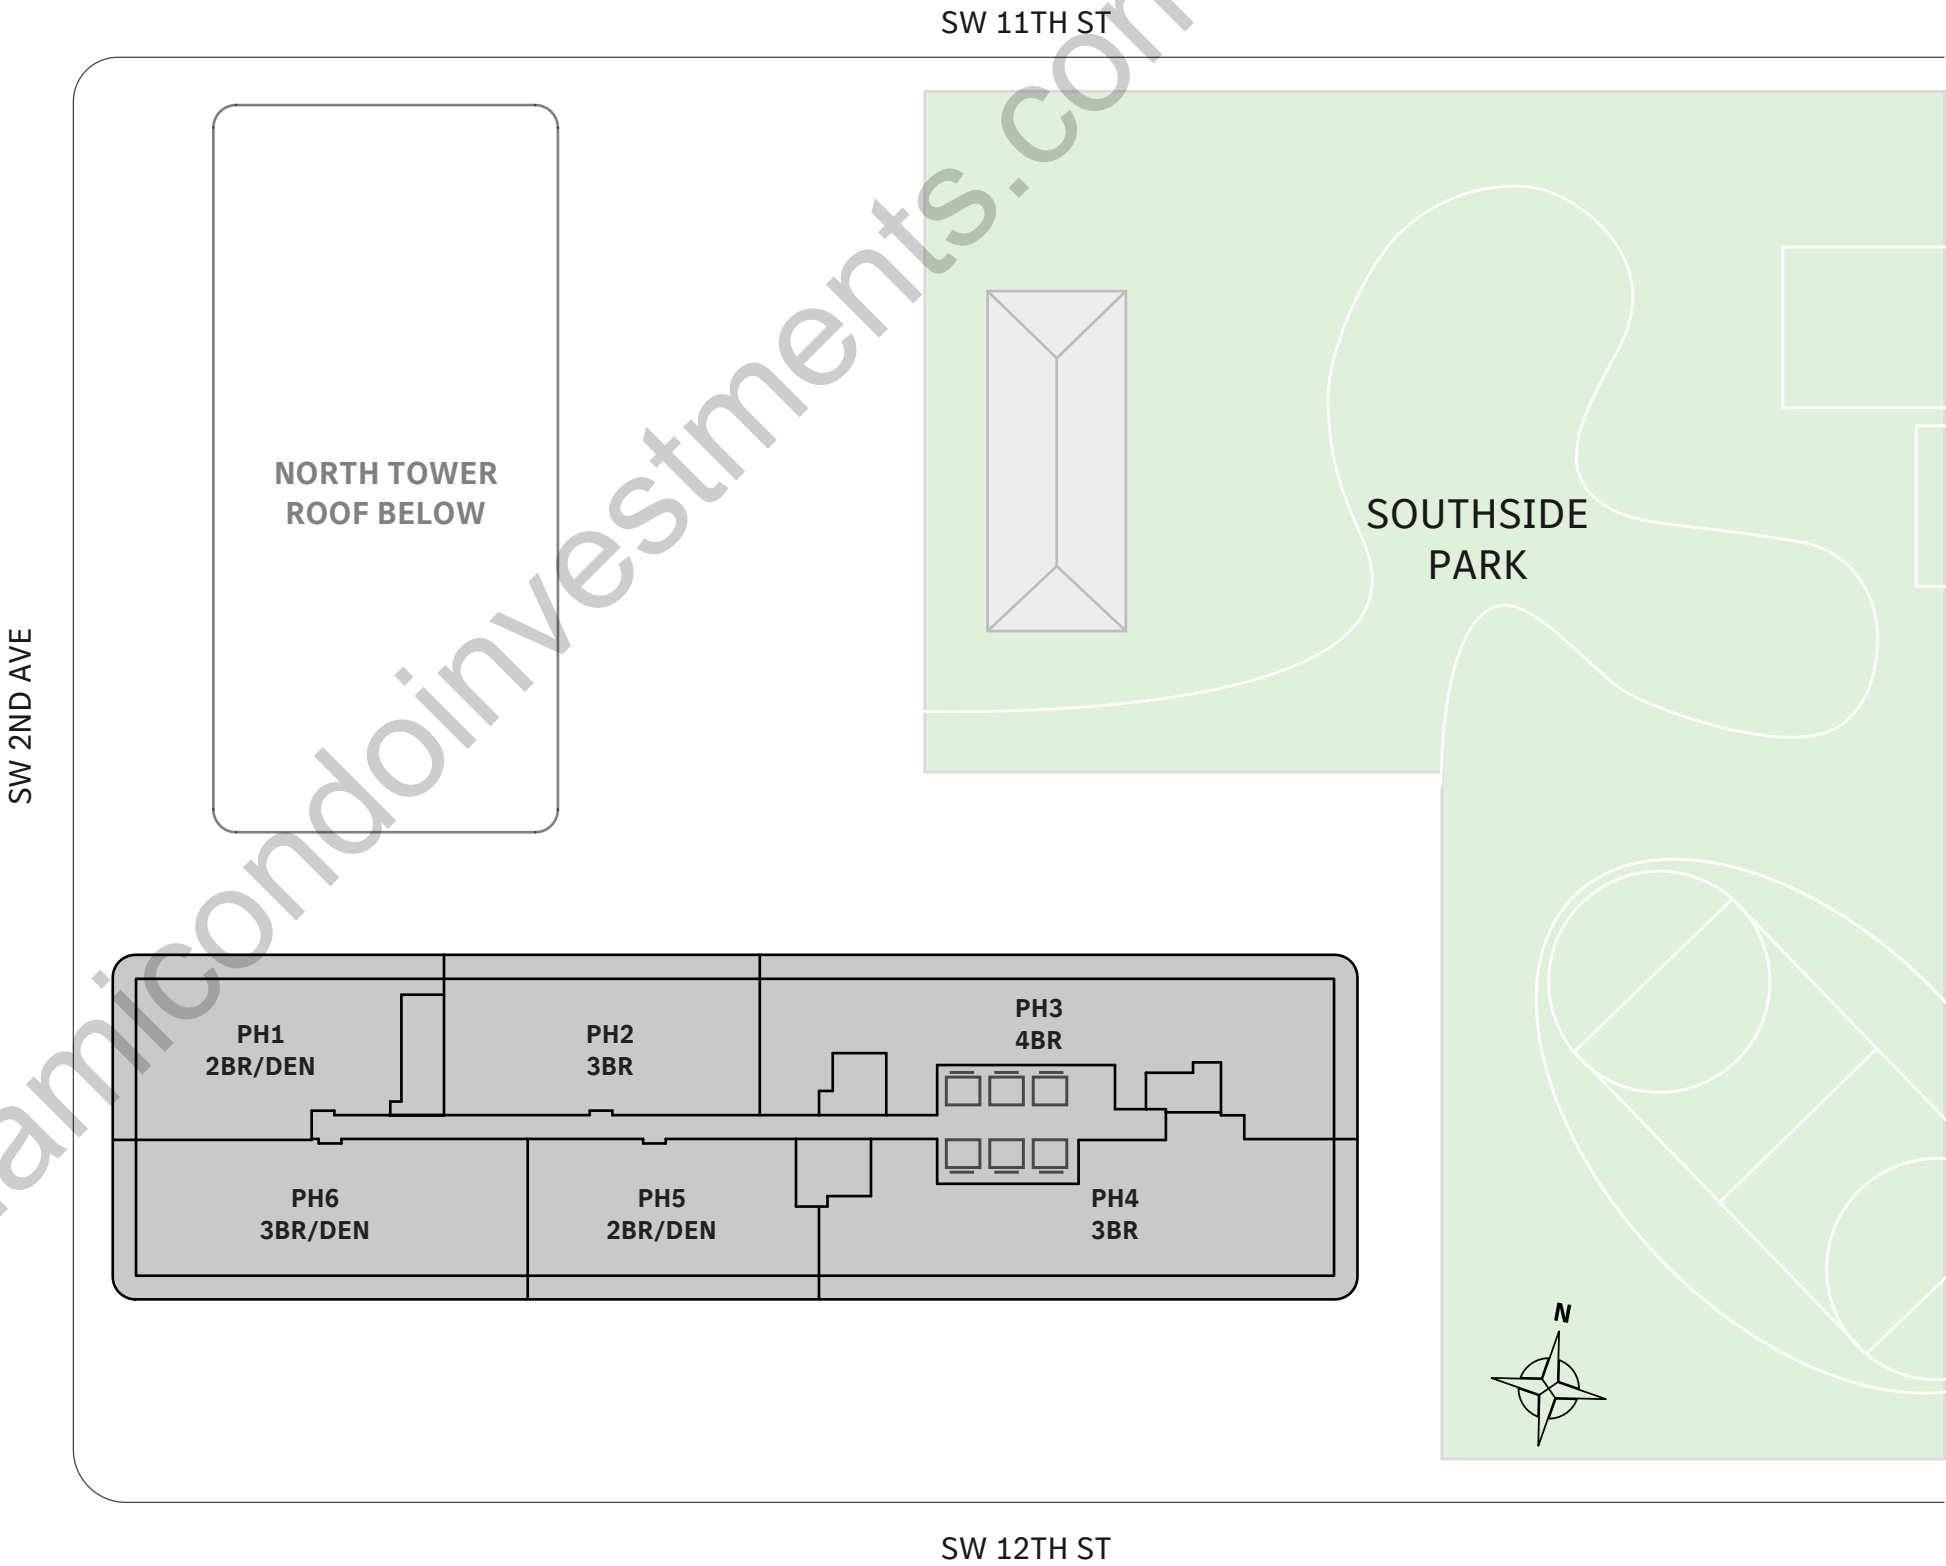 SW 11TH ST
NORTH TOWER
ROOF BELOW
SOUTHSIDE
PARK
SW 2ND AVE
amicondoinvestments.com
PH1
2BR/DEN
PH2
3BR
PH3
4BR
PH6
3BR/DEN
PH5
2BR/DEN
PH4
3BR
N
SW 12TH ST